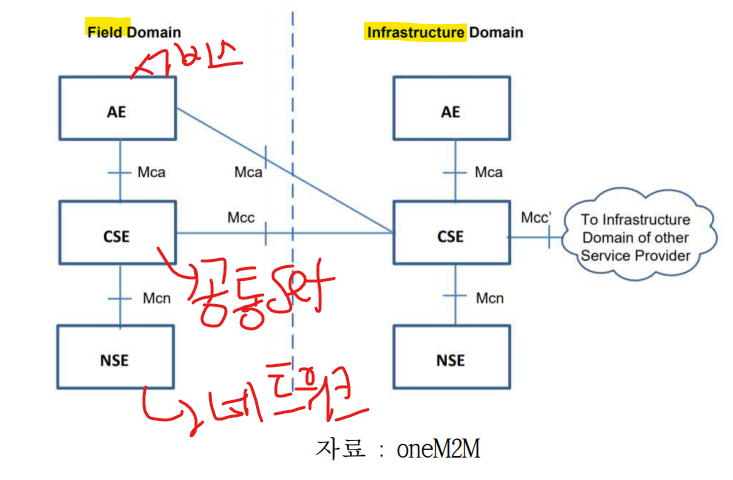 Field Domain
Infrastructure Domain
서비스
AE
AE
Mca
Mca
Mca
Mcc
Mcc'
CSE
CSE
To Infrastructure
Domain of other
Service Provider
공통 Sef
Mcn
Mcn
NSE
NSE
네트워크
자료 : oneM2M